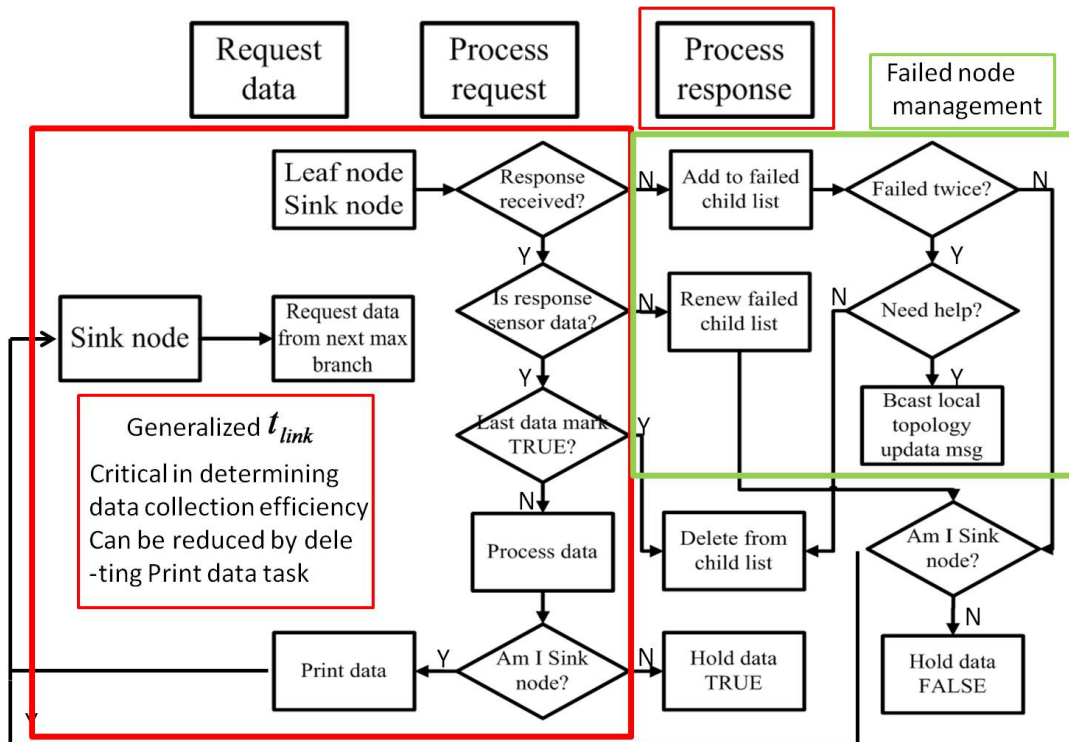 Request
data
Process
request
Process
response
Failed node
management
Leaf node
Sink node
Response
received?
N
Add to failed
child list
Failed twice?
N
Y
Y
Sink node
Request data
from next max
branch
Is response
sensor data?
N
Renew failed
child list
N
Need help?
Y
Y
Bcast local
topology
updata msg
Generalized t link
Critical in determining
data collection efficiency
Can be reduced by dele
-ting Print data task
Last data mark
TRUE?
Y
N
Process data
Delete from
child list
Am I Sink
node?
N
Print data
Y
Am I Sink
node?
N
Hold data
TRUE
Hold data
FALSE
Y